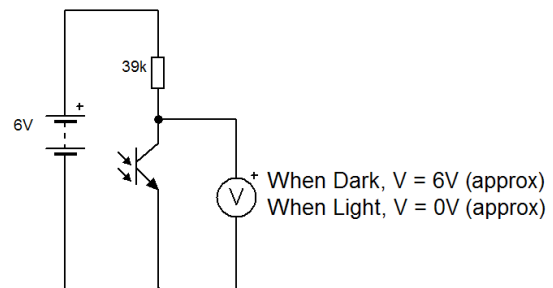 39k
+
6V
V
+
When Dark, V = 6V (approx)
When Light, V = 0V (approx)